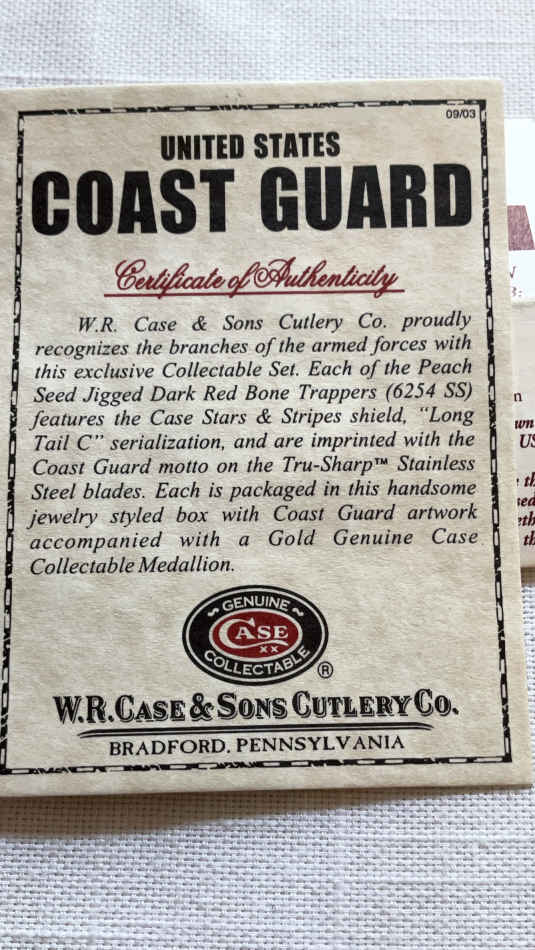 09/03
UNITED STATES
COAST GUARD
Certificate of Authenticity
W.R. Case & Sons Cutlery Co. proudly
recognizes the branches of the armed forces with
this exclusive Collectable Set. Each of the Peach
Seed Jigged Dark Red Bone Trappers (6254 SS)
features the Case Stars & Stripes shield, "Long
Tail C" serialization, and are imprinted with the
Coast Guard motto on the Tru-Sharp™ Stainless
Steel blades. Each is packaged in this handsome
jewelry styled box with Coast Guard artwork
accompanied with a Gold Genuine Case
Collectable Medallion.
GENUINE
CASE
XX
COLLECTABLE
®
W.R. CASE & SONS CUTLERY CO.
BRADFORD, PENNSYLVANIA